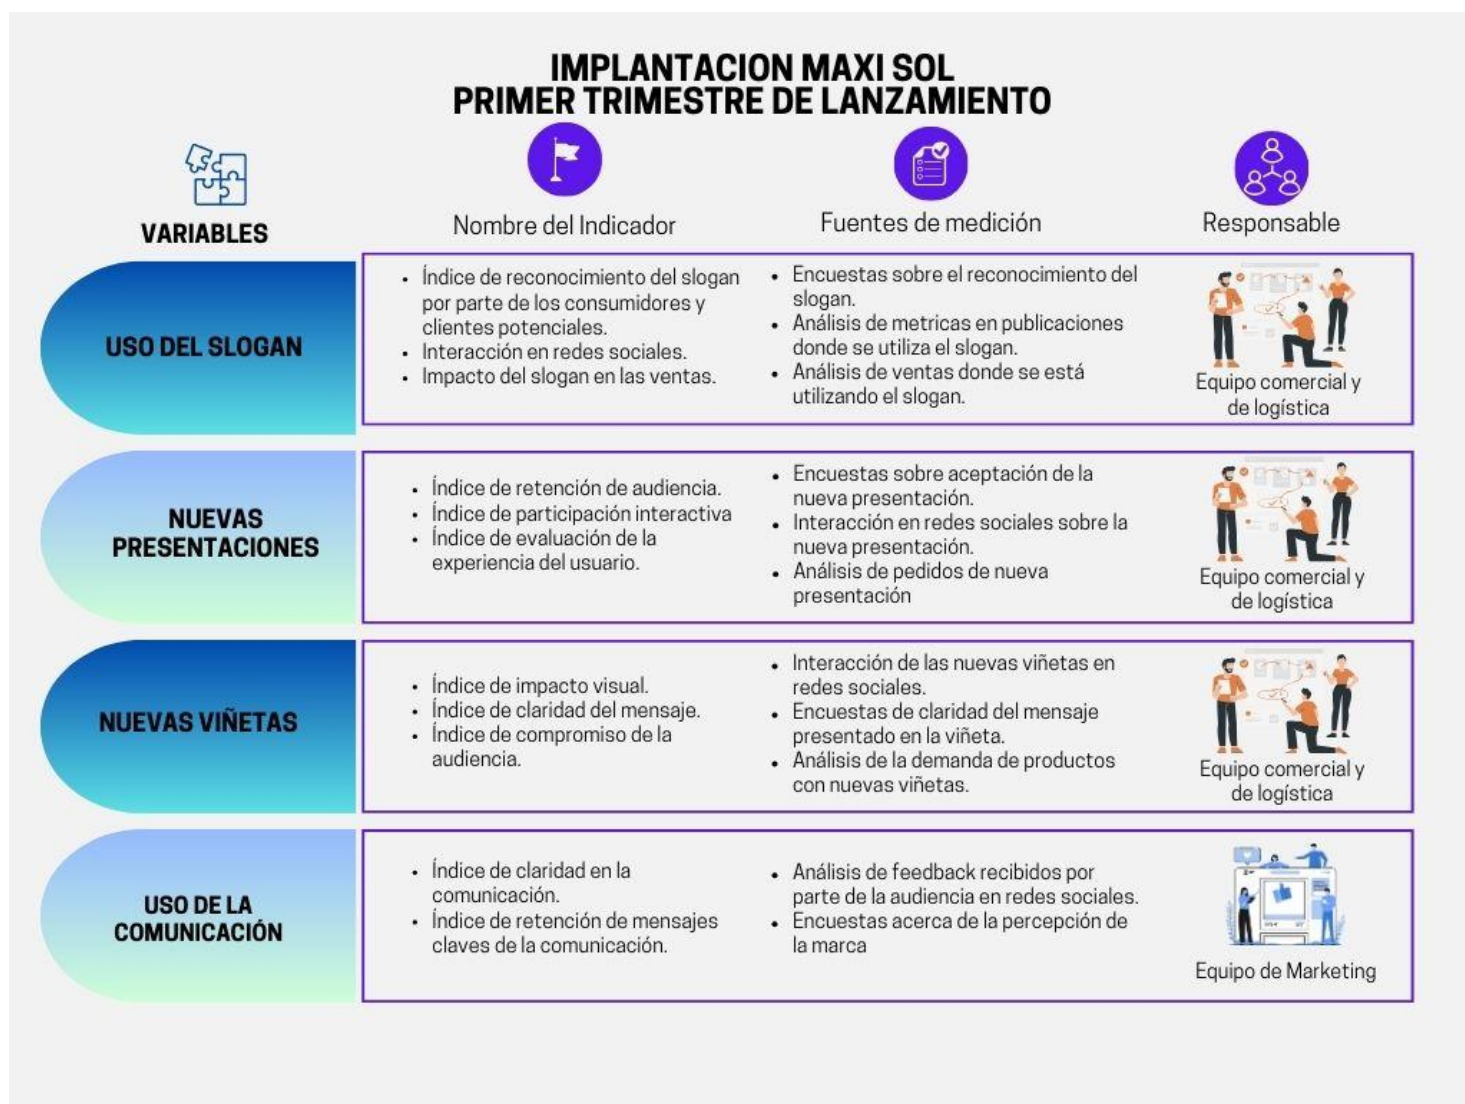 IMPLANTACION MAXI SOL
PRIMER TRIMESTRE DE LANZAMIENTO
VARIABLES
Nombre del Indicador
Fuentes de medición
Responsable
USO DEL SLOGAN
• Índice de reconocimiento del slogan
por parte de los consumidores y
clientes potenciales.
• Interacción en redes sociales.
• Impacto del slogan en las ventas.
• Encuestas sobre el reconocimiento del
slogan.
• Análisis de metricas en publicaciones
donde se utiliza el slogan.
• Análisis de ventas donde se está
utilizando el slogan.
Equipo comercial y
de logística
NUEVAS
PRESENTACIONES
• Índice de retención de audiencia.
• Índice de participación interactiva
• Índice de evaluación de la
experiencia del usuario.
• Encuestas sobre aceptación de la
nueva presentación.
• Interacción en redes sociales sobre la
nueva presentación.
• Análisis de pedidos de nueva
presentación
Equipo comercial y
de logística
NUEVAS VIÑETAS
• Índice de impacto visual.
• Índice de claridad del mensaje.
• Índice de compromiso de la
audiencia.
• Interacción de las nuevas viñetas en
redes sociales.
• Encuestas de claridad del mensaje
presentado en la viñeta.
• Análisis de la demanda de productos
con nuevas viñetas.
Equipo comercial y
de logística
USO DE LA
COMUNICACIÓN
• Índice de claridad en la
comunicación.
• Índice de retención de mensajes
claves de la comunicación.
• Análisis de feedback recibidos por
parte de la audiencia en redes sociales.
• Encuestas acerca de la percepción de
la marca
Equipo de Marketing